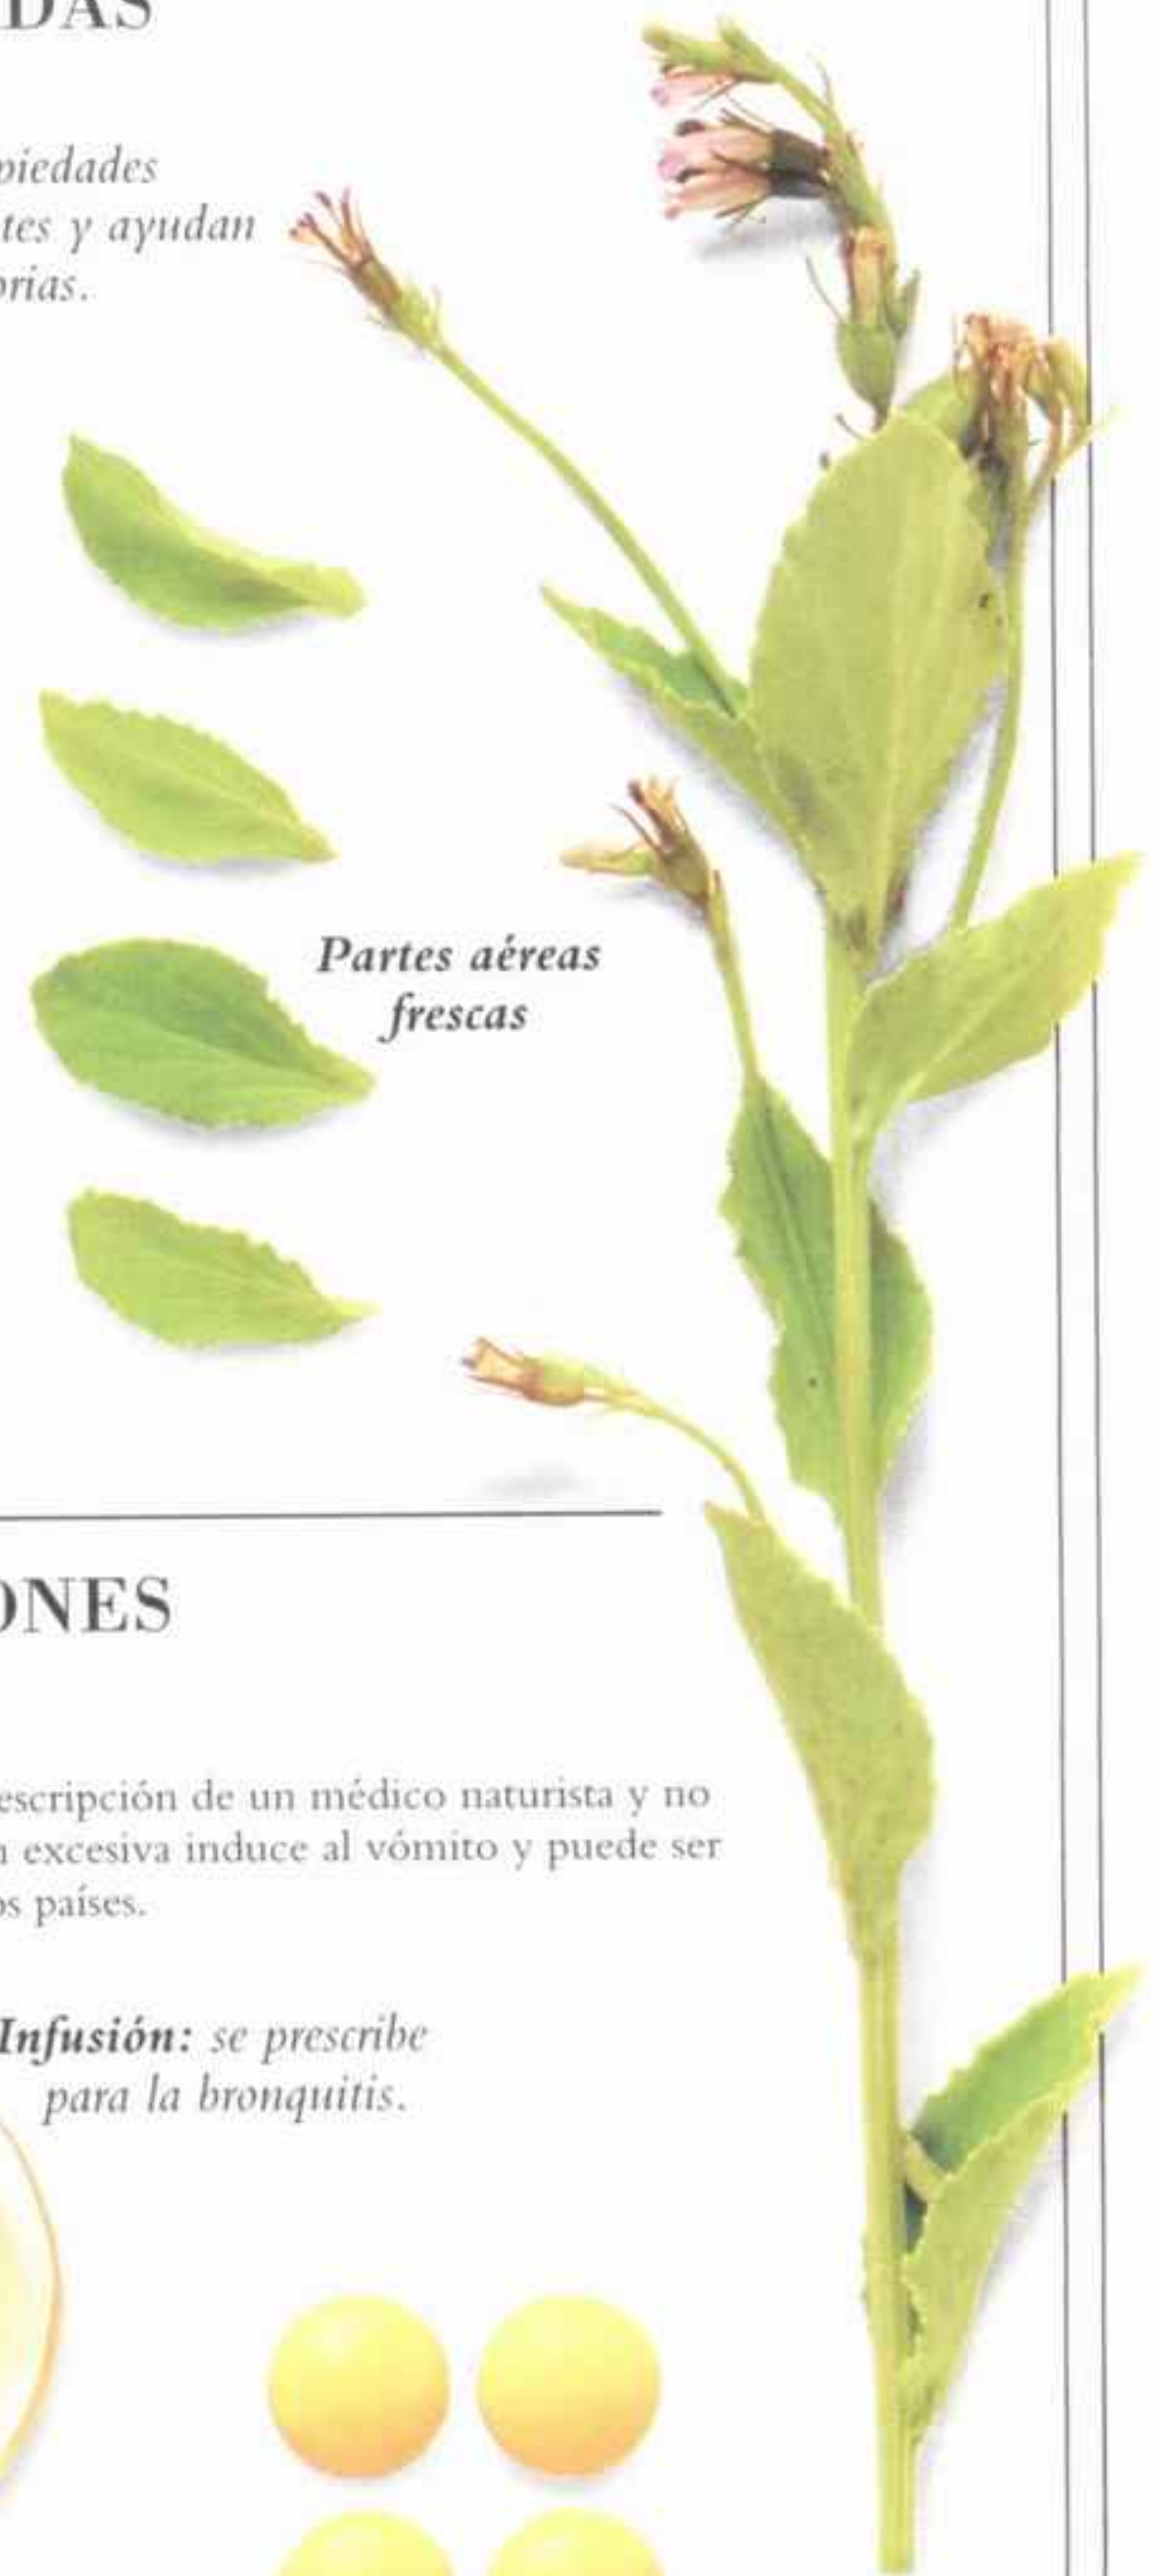 DAS
piedades
tes y ayudan
orias.
Partes aéreas
frescas
ONES
escripción de un médico naturista y no
n excesiva induce al vómito y puede ser
os países.
Infusión: se prescribe
para la bronquitis.